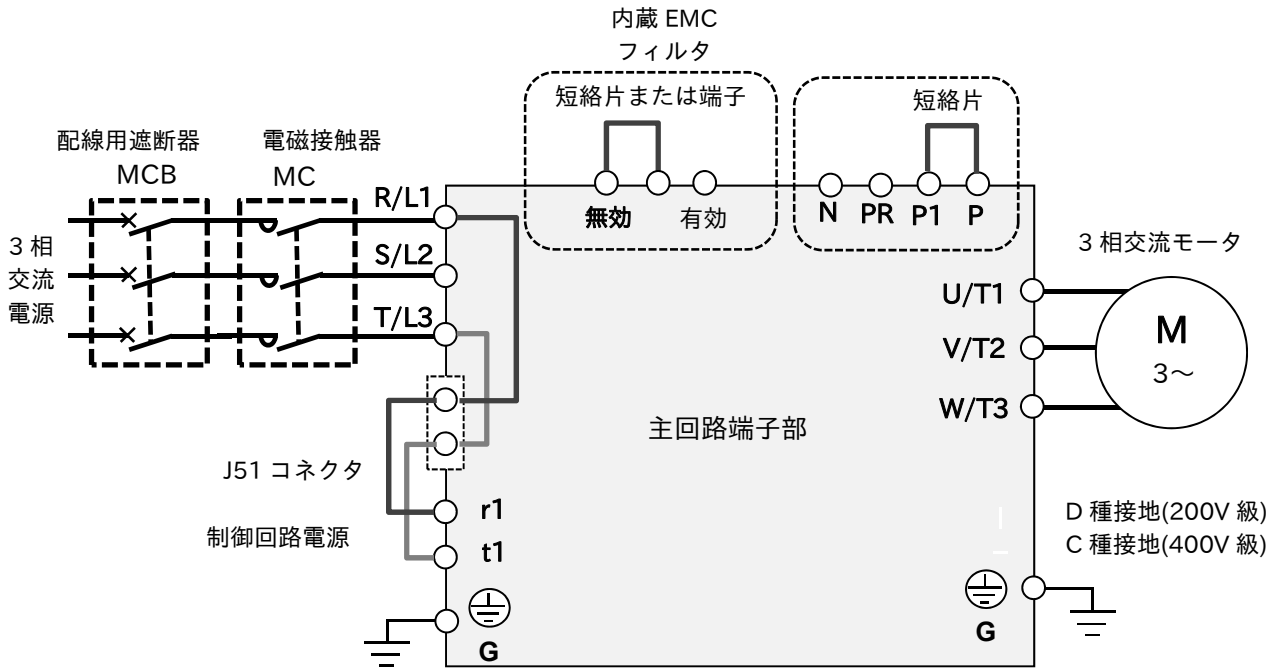 内蔵 EMC
フィルタ
短絡片または端子
短絡片
配線用遮断器
MCB
電磁接触器
MC
R/L1
無効
有効
N
PR
P1
P
S/L2
3 相
交流
電源
3 相交流モータ
T/L3
U/T1
V/T2
W/T3
M
3～
主回路端子部
J51 コネクタ
制御回路電源
r1
t1
D 種接地(200V 級)
C 種接地(400V 級)
G
G